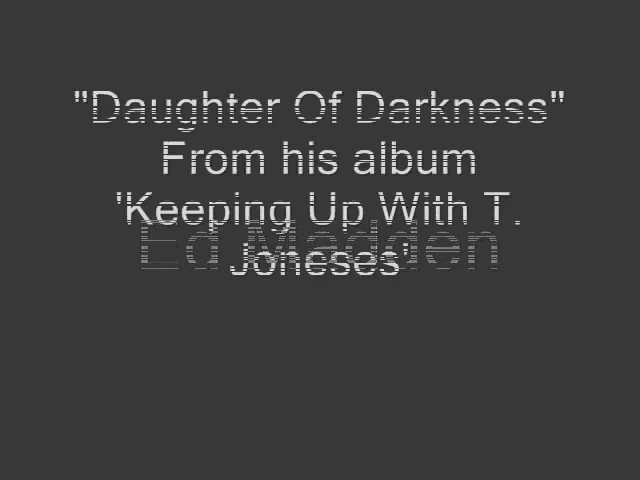 "Daughter Of Darkness"
From his album
'Keeping Up With T.
Ed Madden
Joneses'